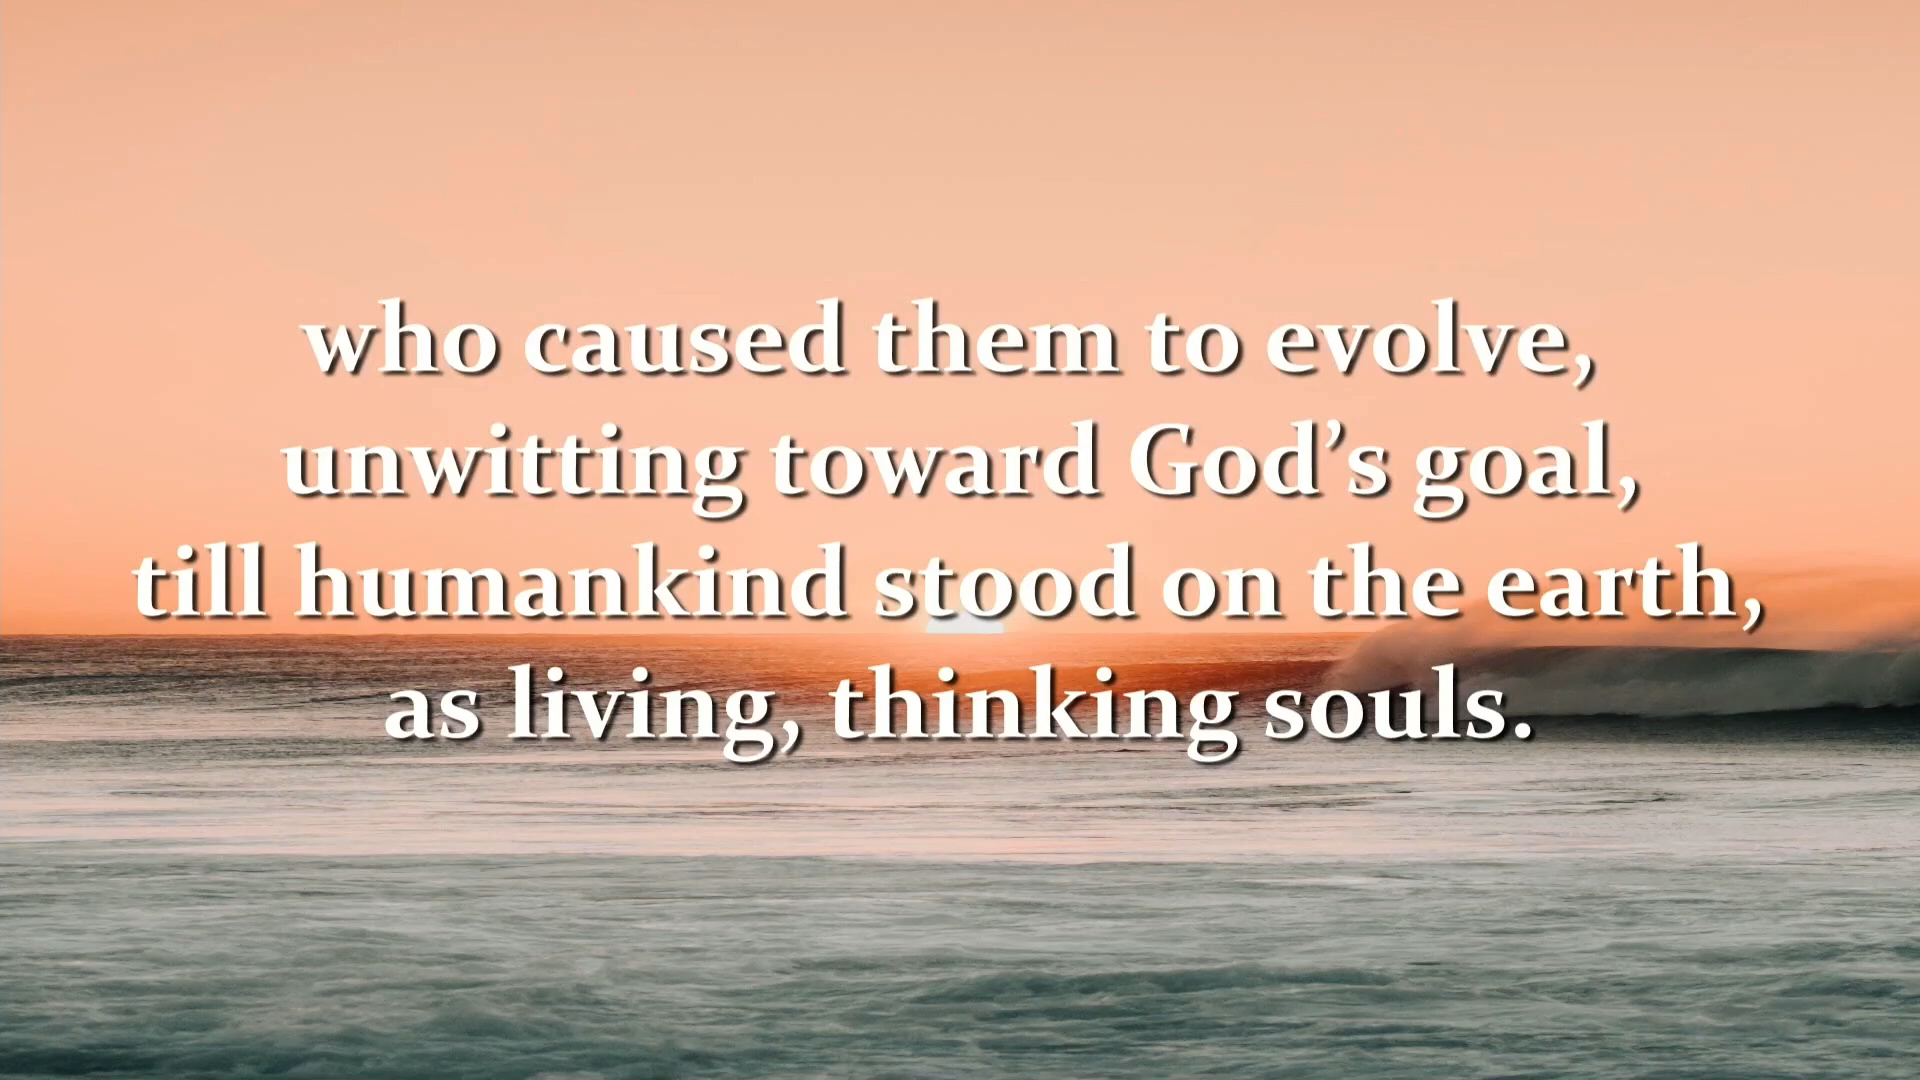 who caused them to evolve,
unwitting toward God’s goal,
till humankind stood on the earth,
as living, thinking souls.